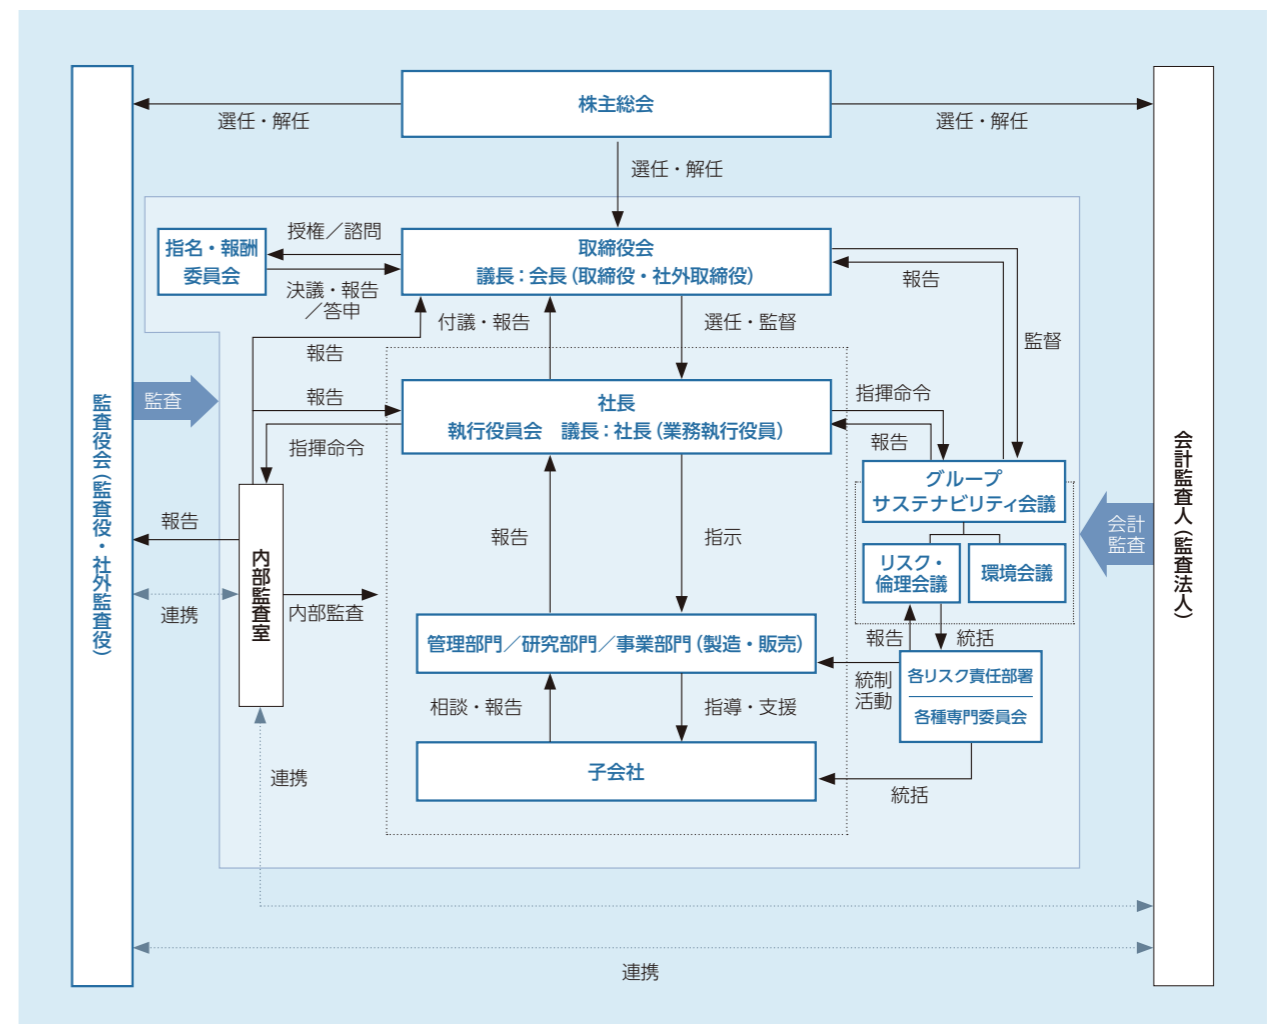 株主総会
選任・解任
選任・解任
選任・解任
指名・報酬
委員会
授権／諮問
決議・報告
／答申
取締役会
議長：会長（取締役・社外取締役）
報告
監督
報告
付議・報告
選任・監督
監査
報告
指揮命令
社長
執行役員会　議長：社長（業務執行役員）
指揮命令
報告
監査役会（監査役・社外監査役）
会計監査人（監査法人）
グループ
サステナビリティ会議
会計
監査
リスク・
倫理会議
環境会議
報告
連携
内部監査室
内部監査
報告
指示
管理部門／研究部門／事業部門（製造・販売）
報告
統括
統制
活動
各リスク責任部署
各種専門委員会
相談・報告
指導・支援
子会社
統括
連携
連携